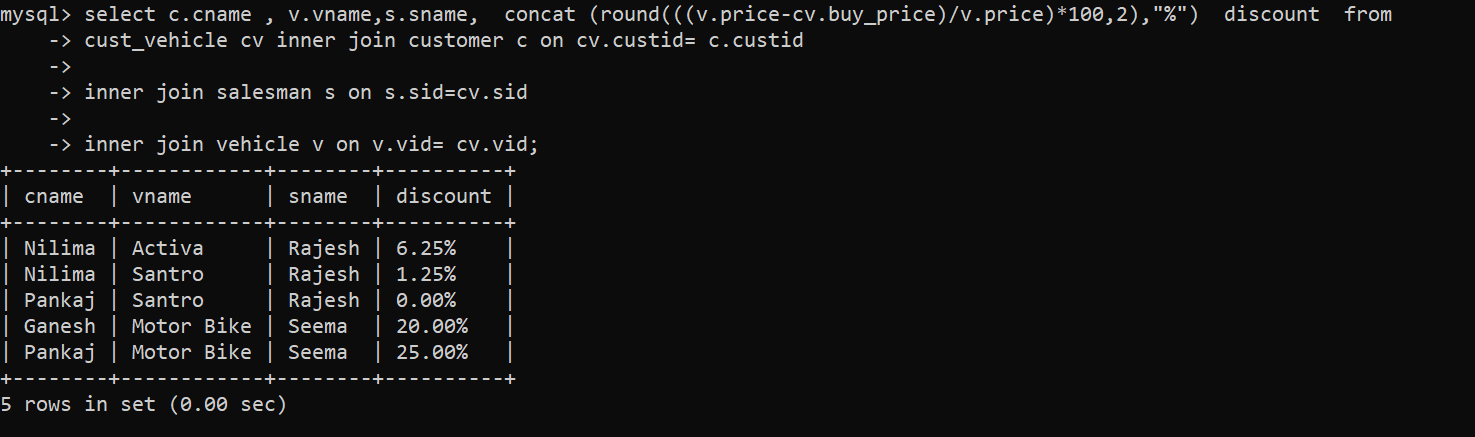 mysql> select c.cname , v.vname,s.sname,  concat (round(((v.price-cv.buy_price)/v.price)*100,2),"%")  discount  from
    -> cust_vehicle cv inner join customer c on cv.custid= c.custid
    ->
    -> inner join salesman s on s.sid=cv.sid
    ->
    -> inner join vehicle v on v.vid= cv.vid;
+--------+------------+--------+----------+
| cname  | vname      | sname  | discount |
+--------+------------+--------+----------+
| Nilima | Activa     | Rajesh | 6.25%    |
| Nilima | Santro     | Rajesh | 1.25%    |
| Pankaj | Santro     | Rajesh | 0.00%    |
| Ganesh | Motor Bike | Seema  | 20.00%   |
| Pankaj | Motor Bike | Seema  | 25.00%   |
+--------+------------+--------+----------+
5 rows in set (0.00 sec)